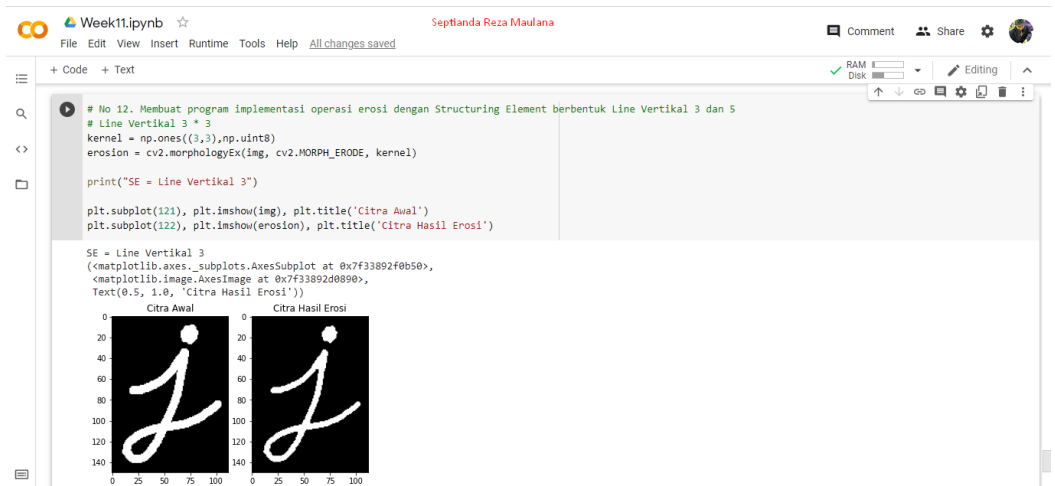 Week11.ipynb
Septianda Reza Maulana
Comment
Share
File Edit View Insert Runtime Tools Help All changes saved
+ Code + Text
RAM
Disk
Editing
# No 12. Membuat program implementasi operasi erosi dengan Structuring Element berbentuk Line Vertikal 3 dan 5
# Line Vertikal 3 * 3
kernel = np.ones((3,3),np.uint8)
erosion = cv2.morphologyEx(img, cv2.MORPH_ERODE, kernel)
print("SE = Line Vertikal 3")
plt.subplot(121), plt.imshow(img), plt.title('Citra Awal')
plt.subplot(122), plt.imshow(erosion), plt.title('Citra Hasil Erosi')
SE = Line Vertikal 3
(<matplotlib.axes._subplots.AxesSubplot at 0x7f33892f0b50>,
<matplotlib.image.AxesImage at 0x7f33892d0890>,
Text(0.5, 1.0, 'Citra Hasil Erosi'))
Citra Awal
0
20
40
60
80
100
120
140
0 25 50 75 100
Citra Hasil Erosi
0
20
40
60
80
100
120
140
0 25 50 75 100